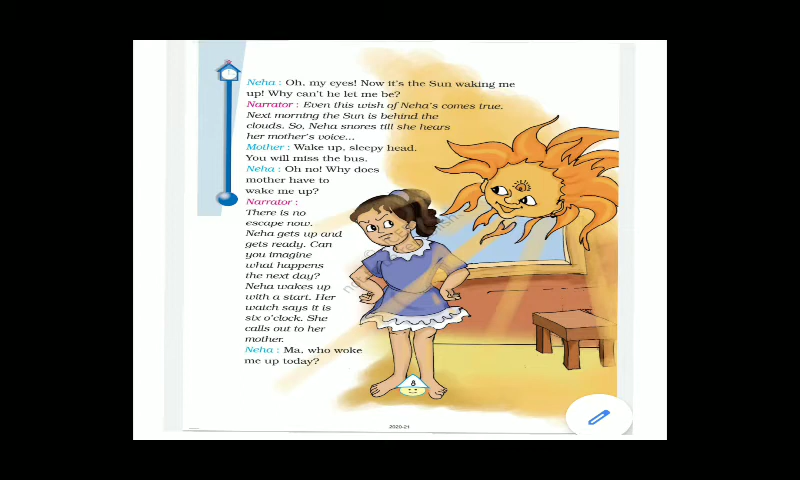 Neha : Oh, my eyes! Now it's the Sun waking me
up! Why can't he let me be?
Narrator : Even this wish of Neha's comes true.
Next morning the Sun is behind the
clouds. So, Neha snores till she hears
her mother's voice...
Mother : Wake up, sleepy head.
You will miss the bus.
Neha : Oh no! Why does
mother have to
wake me up?
Narrator :
There is no
escape now.
Neha gets up and
gets ready. Can
you imagine
what happens
the next day?
Neha wakes up
with a start. Her
watch says it is
six o'clock. She
calls out to her
mother.
Neha : Ma, who woke
me up today?
8
2020-21